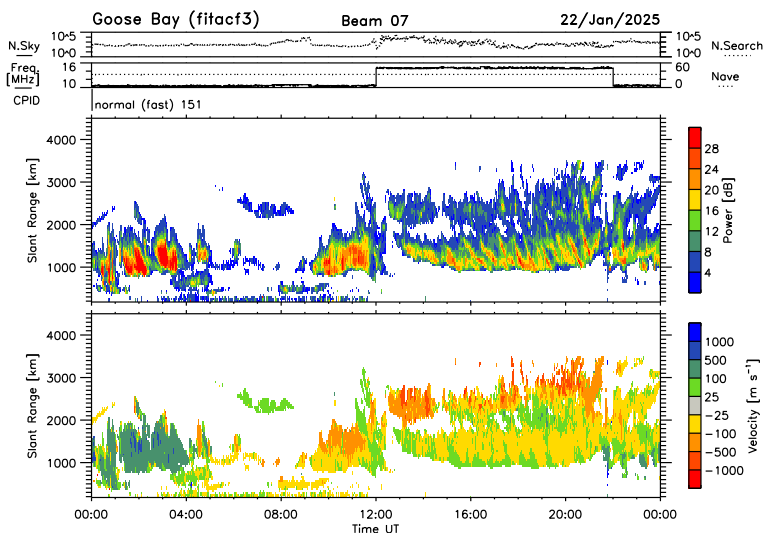 Goose Bay (fitacf3) Beam 07 22/Jan/2025
N.Sky 10^5 10^0 10^5 10^0 N.Search
Freq. [MHz] 16 10 60 0 Nave
CPID normal (fast) 151
Slant Range [km] 4000 3000 2000 1000
28 24 20 16 12 8 4 Power [dB]
Slant Range [km] 4000 3000 2000 1000
1000 500 100 25 −25 −100 −500 −1000 Velocity [m s⁻¹]
00:00 04:00 08:00 12:00 16:00 20:00 00:00
Time UT